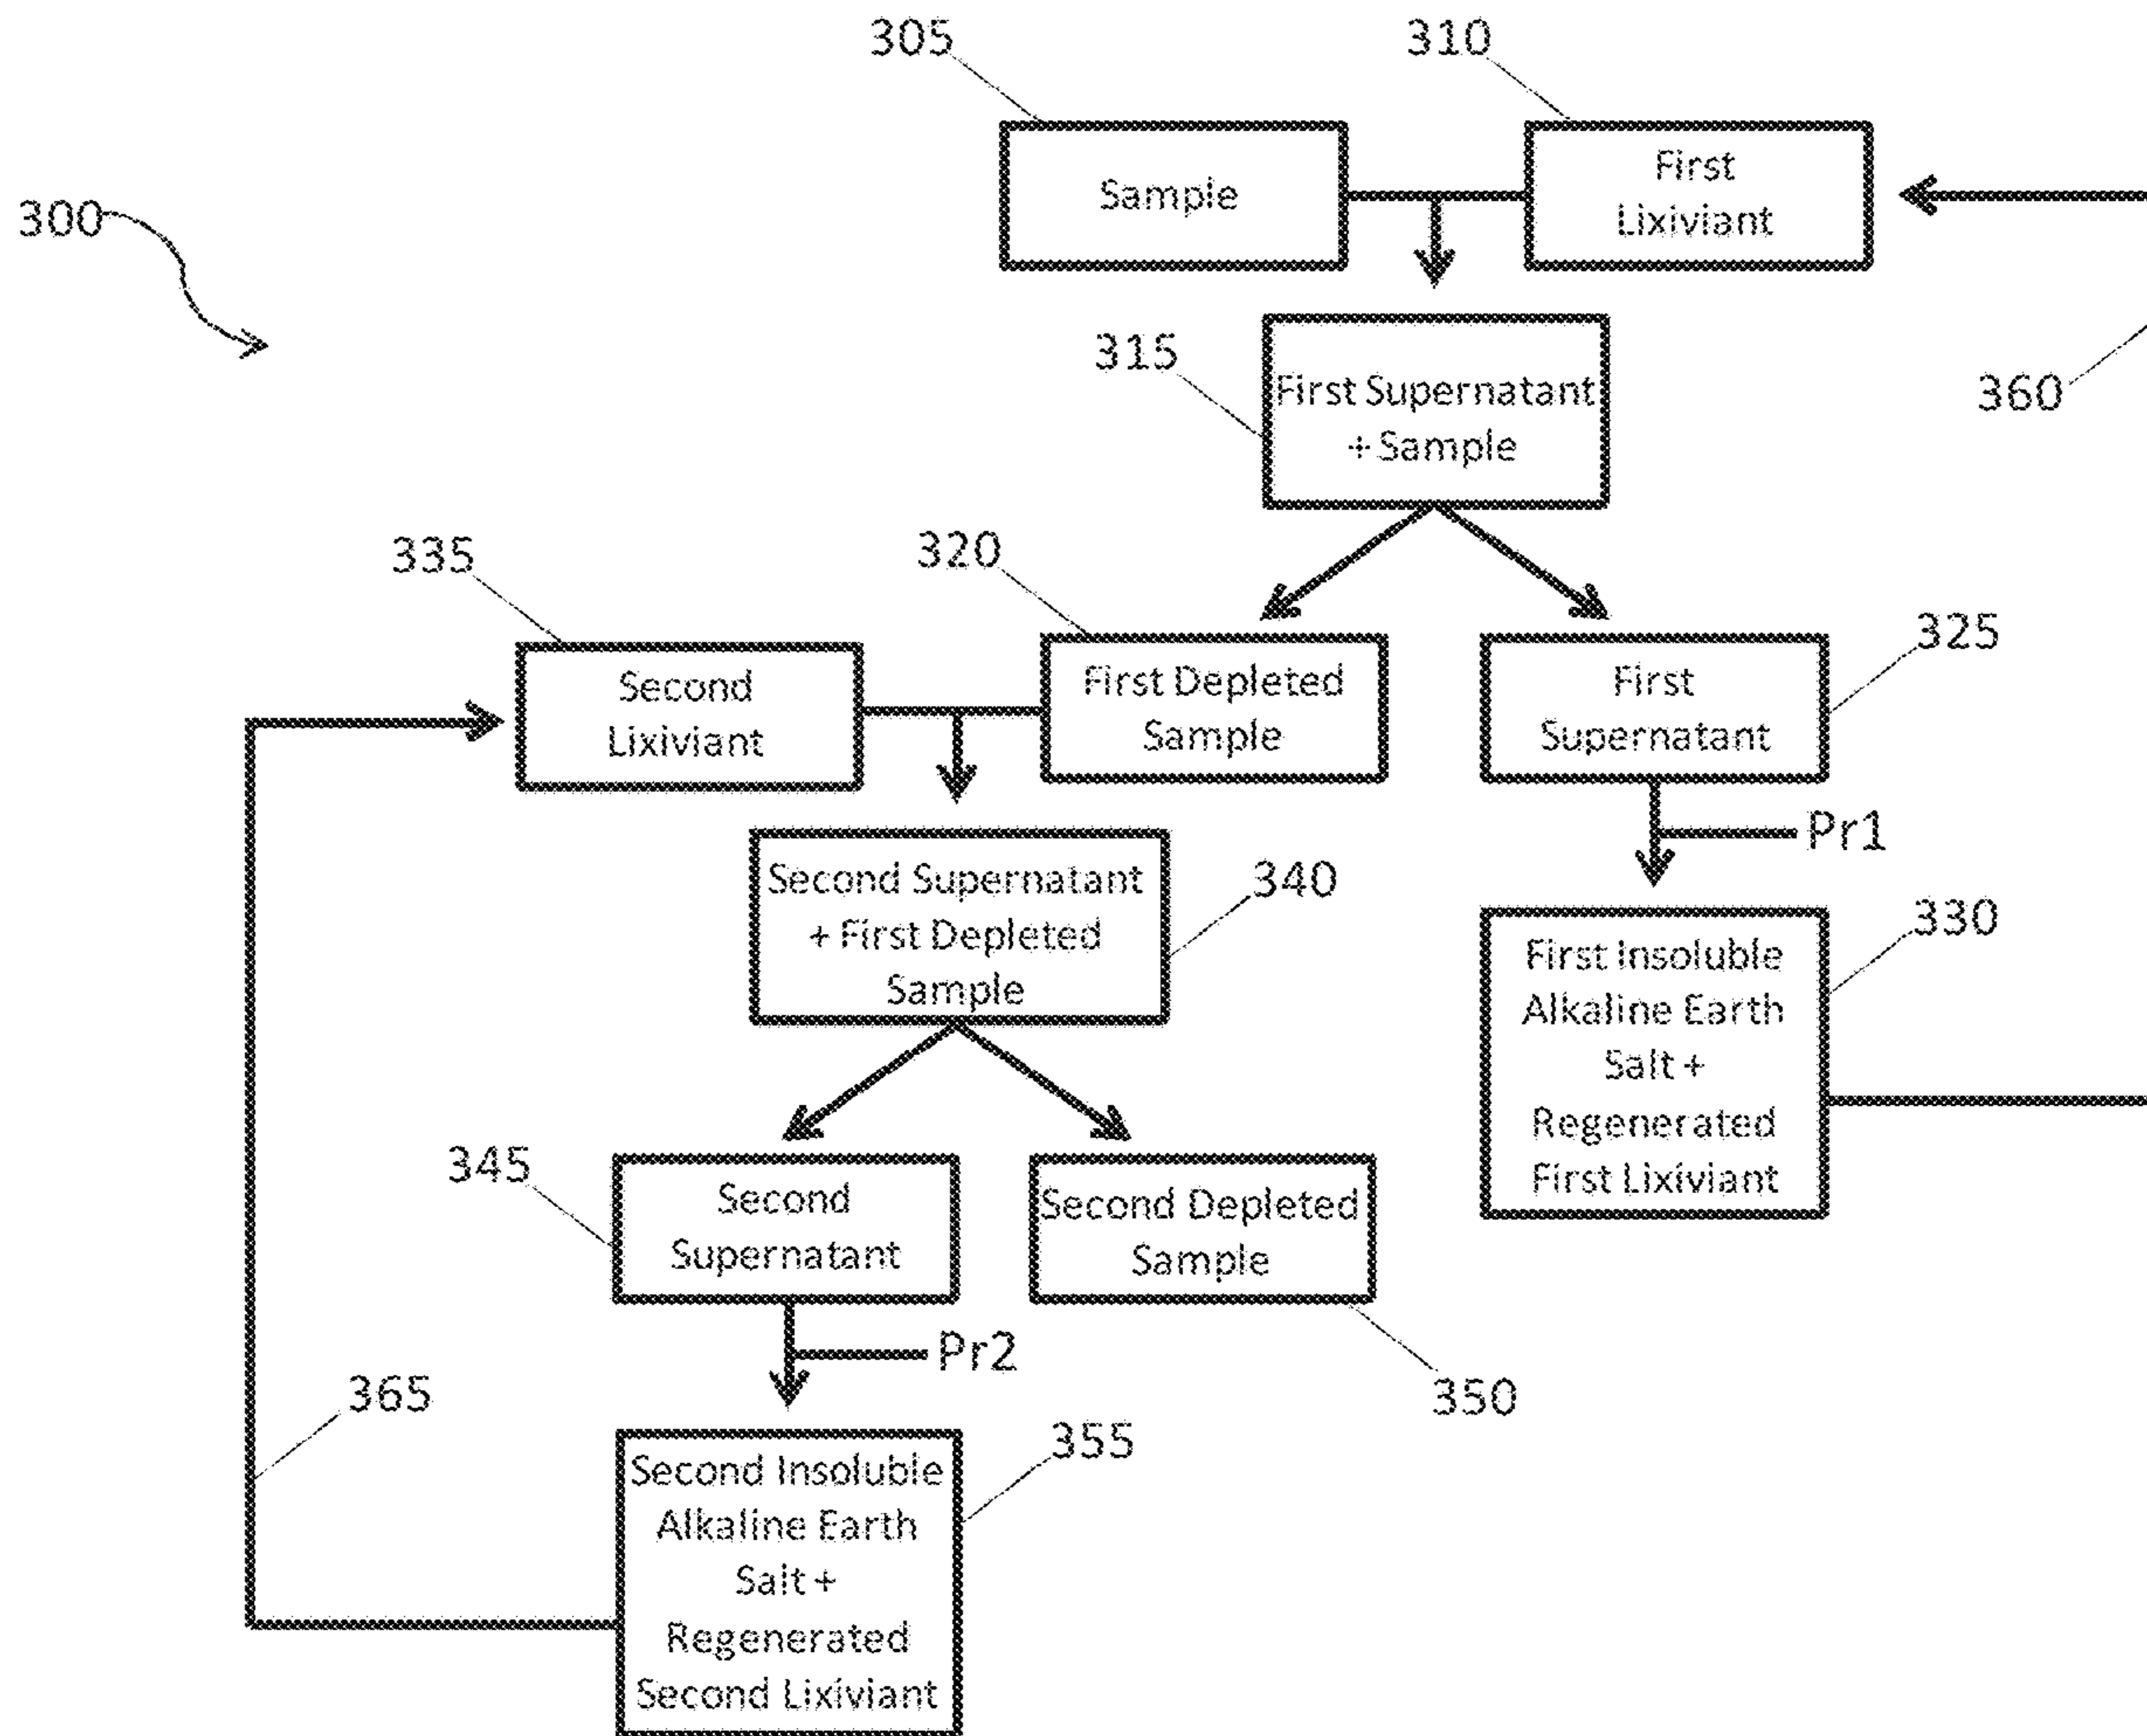 305
310
Sample
First
Lixiviant
300
315
First Supernatant
+ Sample
360
335
320
325
Second
Lixiviant
First Depleted
Sample
First
Supernatant
Pr1
Second Supernatant
+ First Depleted
Sample
340
330
First Insoluble
Alkaline Earth
Salt +
Regenerated
First Lixiviant
345
Second
Supernatant
Second Depleted
Sample
Pr2
350
365
355
Second Insoluble
Alkaline Earth
Salt +
Regenerated
Second Lixiviant